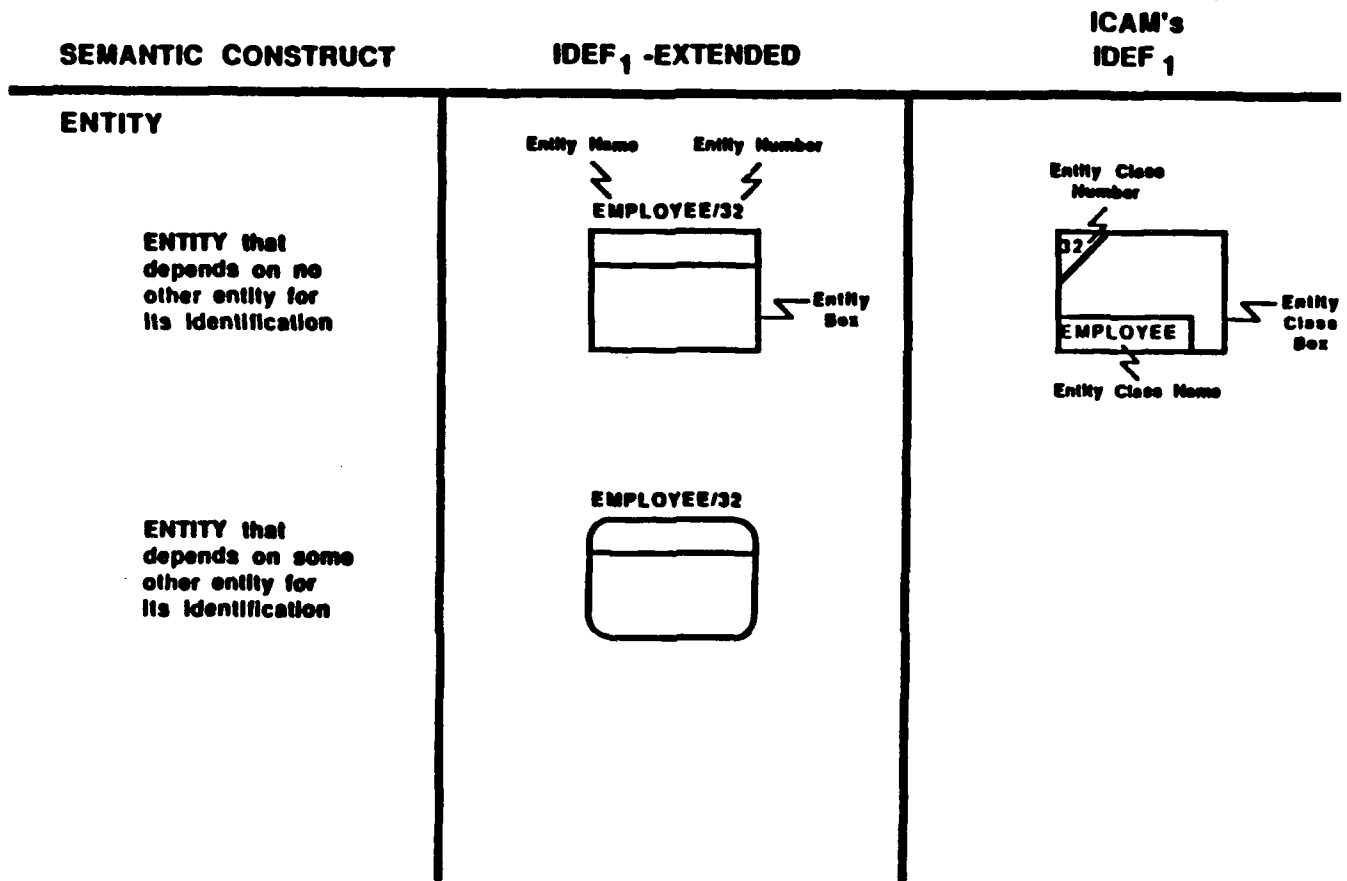 SEMANTIC CONSTRUCT
IDEF1 -EXTENDED
ICAM's
IDEF 1
ENTITY
Entity Name
Entity Number
EMPLOYEE/32
Entity
Box
ENTITY that
depends on no
other entity for
its identification
Entity Class
Number
32
EMPLOYEE
Entity
Class
Box
Entity Class Name
ENTITY that
depends on some
other entity for
its identification
EMPLOYEE/32